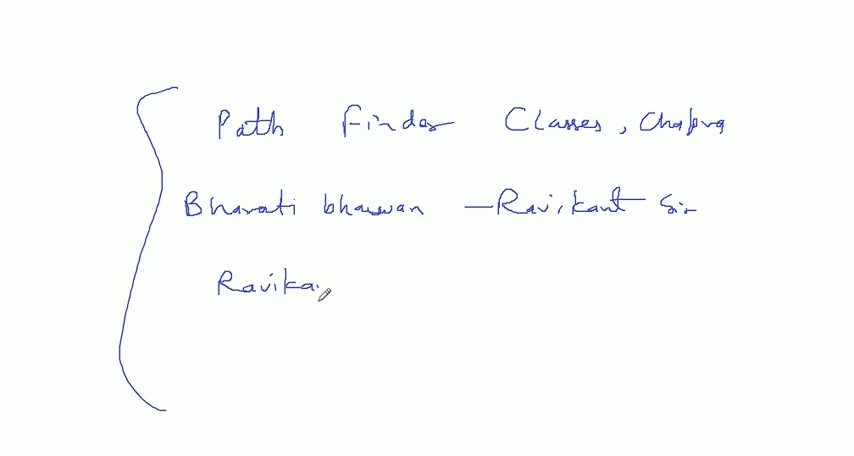 Path Finder Classes, Chapra
Bharati bhawan - Ravikant Sir
Ravika